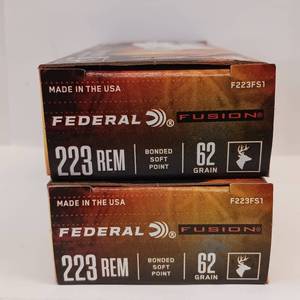 MADE IN THE USA F223FS1
FEDERAL FUSION®
223 REM BONDED SOFT POINT 62 GRAIN
MADE IN THE USA F223FS1
FEDERAL FUSION®
223 REM BONDED SOFT POINT 62 GRAIN